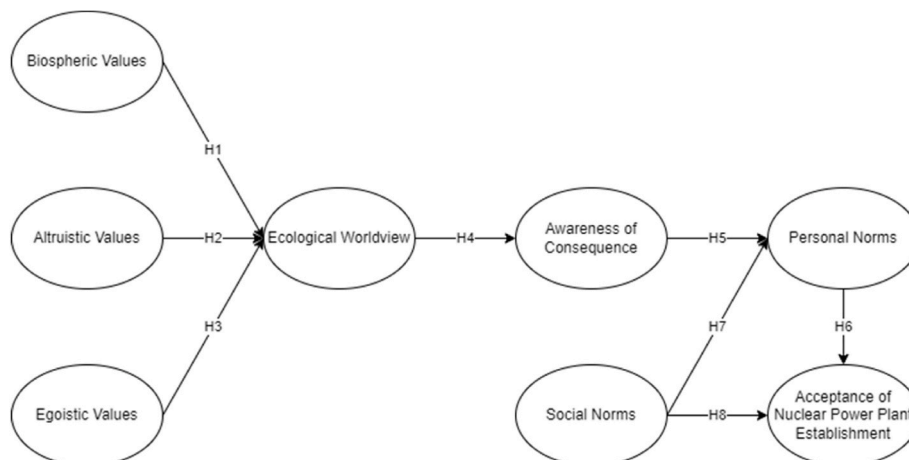 Biospheric Values
H1
Altruistic Values
H2
Ecological Worldview
H4
Awareness of
Consequence
H5
Personal Norms
H3
H7
H6
Egoistic Values
Social Norms
H8
Acceptance of
Nuclear Power Plant
Establishment